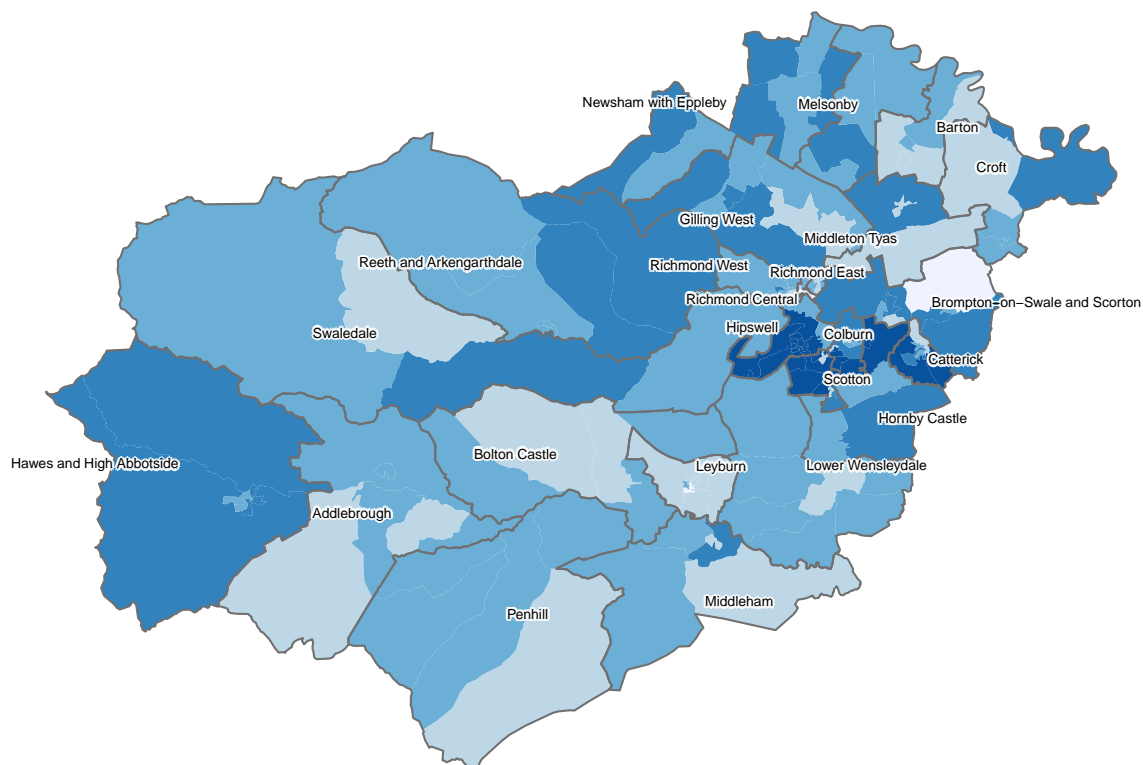 Newsham with Eppleby
Melsonby
Barton
Croft
Gilling West
Middleton Tyas
Reeth and Arkengarthdale
Richmond West
Richmond East
Richmond Central
Brompton−on−Swale and Scorton
Swaledale
Hipswell
Colburn
Catterick
Scotton
Hornby Castle
Bolton Castle
Hawes and High Abbotside
Leyburn
Lower Wensleydale
Addlebrough
Middleham
Penhill